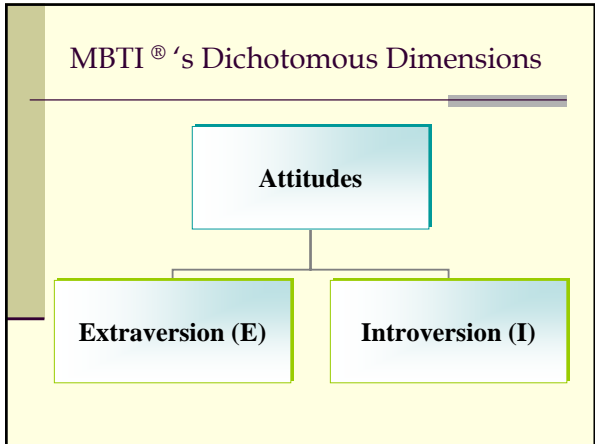 MBTI ® ‘s Dichotomous Dimensions
Attitudes
Extraversion (E)
Introversion (I)